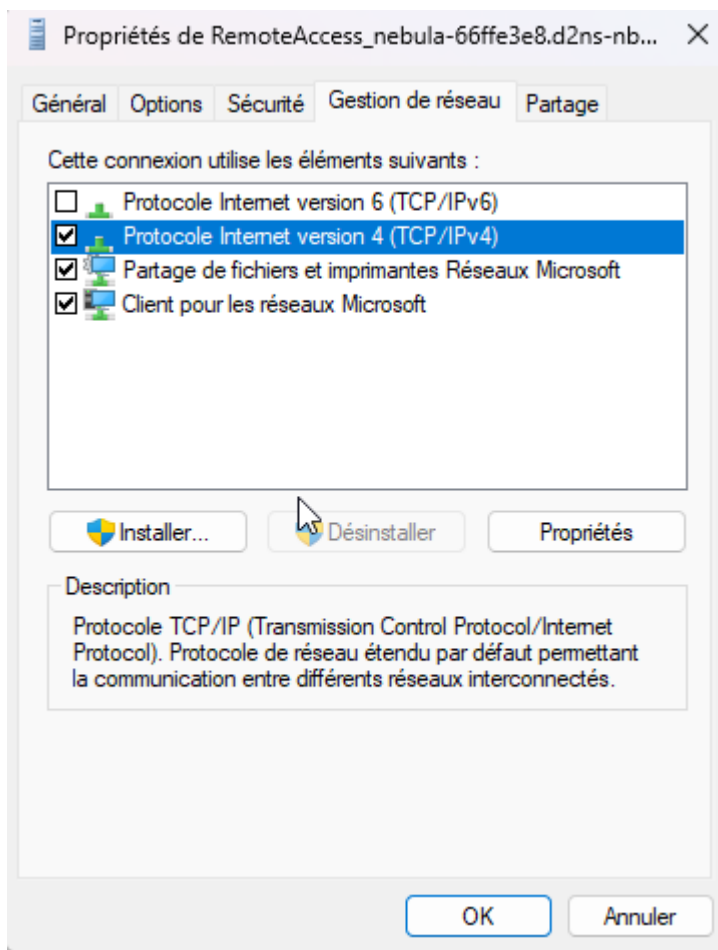 Propriétés de RemoteAccess_nebula-66ffe3e8.d2ns-nb...
Général Options Sécurité Gestion de réseau Partage
Cette connexion utilise les éléments suivants :
Protocole Internet version 6 (TCP/IPv6)
Protocole Internet version 4 (TCP/IPv4)
Partage de fichiers et imprimantes Réseaux Microsoft
Client pour les réseaux Microsoft
Installer... Désinstaller Propriétés
Description
Protocole TCP/IP (Transmission Control Protocol/Internet
Protocol). Protocole de réseau étendu par défaut permettant
la communication entre différents réseaux interconnectés.
OK Annuler